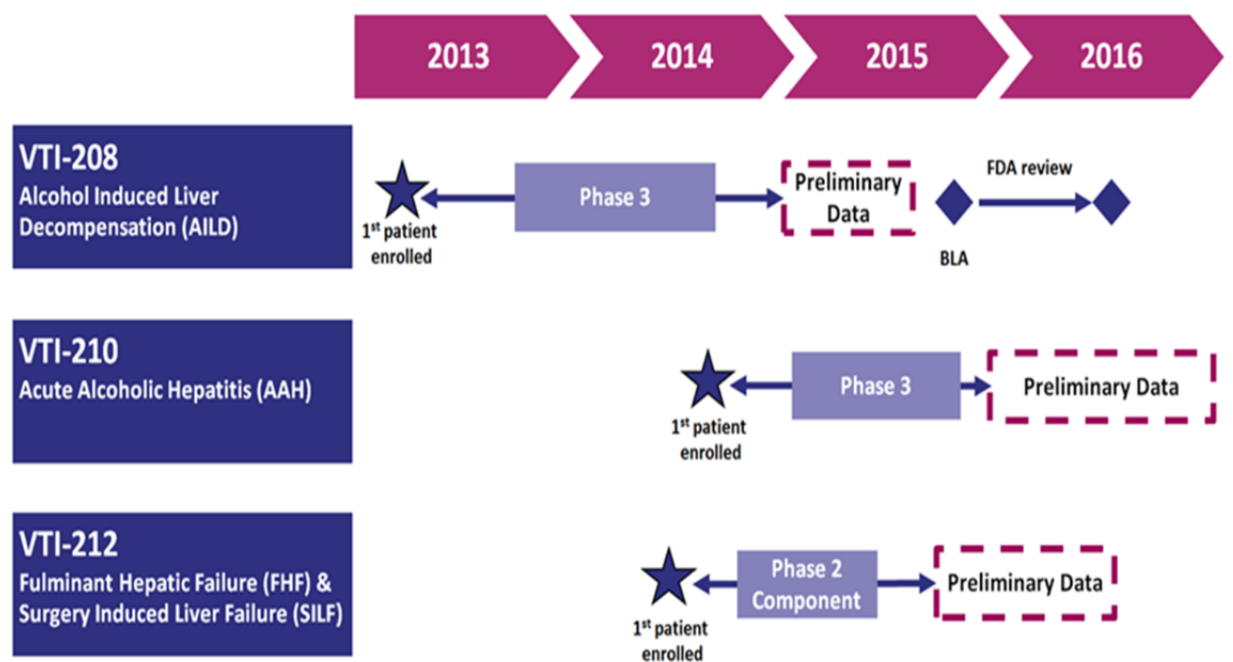 2013 2014 2015 2016
VTI-208
Alcohol Induced Liver
Decompensation (AILD)
1st patient
enrolled
Phase 3
Preliminary
Data
BLA
FDA review
VTI-210
Acute Alcoholic Hepatitis (AAH)
1st patient
enrolled
Phase 3
Preliminary Data
VTI-212
Fulminant Hepatic Failure (FHF) &
Surgery Induced Liver Failure (SILF)
1st patient
enrolled
Phase 2
Component
Preliminary Data